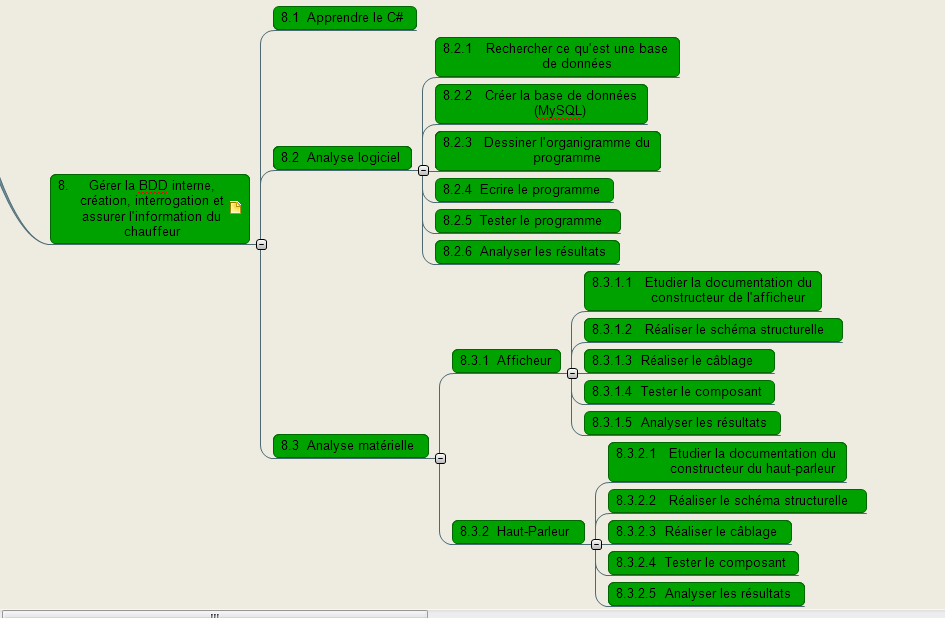 8. Gérer la BDD interne,
création, interrogation et
assurer l'information du
chauffeur
8.1 Apprendre le C#
8.2 Analyse logiciel
8.2.1 Rechercher ce qu'est une base
de données
8.2.2 Créer la base de données
(MySQL)
8.2.3 Dessiner l'organigramme du
programme
8.2.4 Ecrire le programme
8.2.5 Tester le programme
8.2.6 Analyser les résultats
8.3 Analyse matérielle
8.3.1 Afficheur
8.3.1.1 Etudier la documentation du
constructeur de l'afficheur
8.3.1.2 Réaliser le schéma structurelle
8.3.1.3 Réaliser le câblage
8.3.1.4 Tester le composant
8.3.1.5 Analyser les résultats
8.3.2 Haut-Parleur
8.3.2.1 Etudier la documentation du
constructeur du haut-parleur
8.3.2.2 Réaliser le schéma structurelle
8.3.2.3 Réaliser le câblage
8.3.2.4 Tester le composant
8.3.2.5 Analyser les résultats